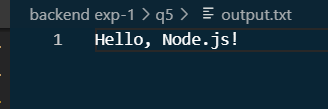 backend exp-1 > q5 > output.txt
1 Hello, Node.js!